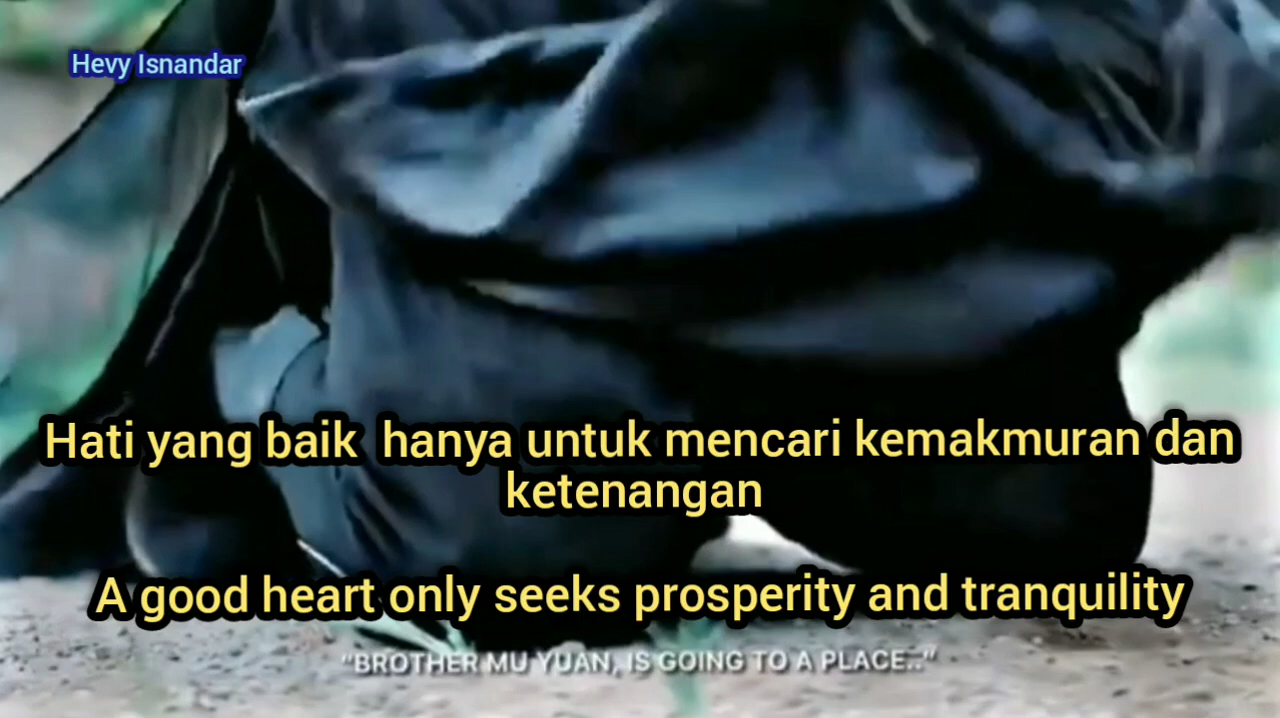 Hevy Isnandar
Hati yang baik hanya untuk mencari kemakmuran dan
ketenangan
A good heart only seeks prosperity and tranquility
"BROTHER MU YUAN, IS GOING TO A PLACE.."